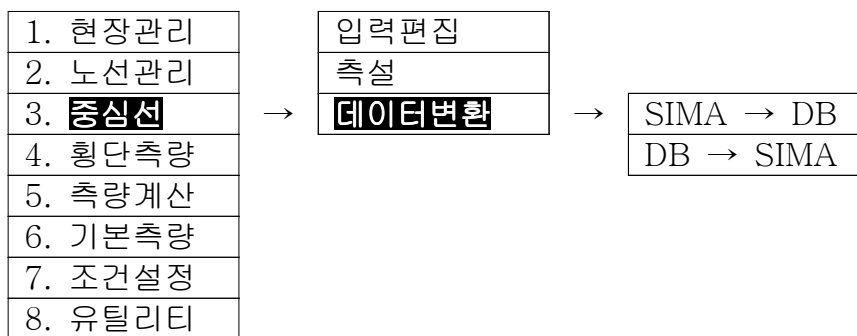 1. 현장관리
2. 노선관리
3. 중심선
4. 횡단측량
5. 측량계산
6. 기본측량
7. 조건설정
8. 유틸리티
→
입력편집
측설
데이터변환
→
SIMA → DB
DB → SIMA